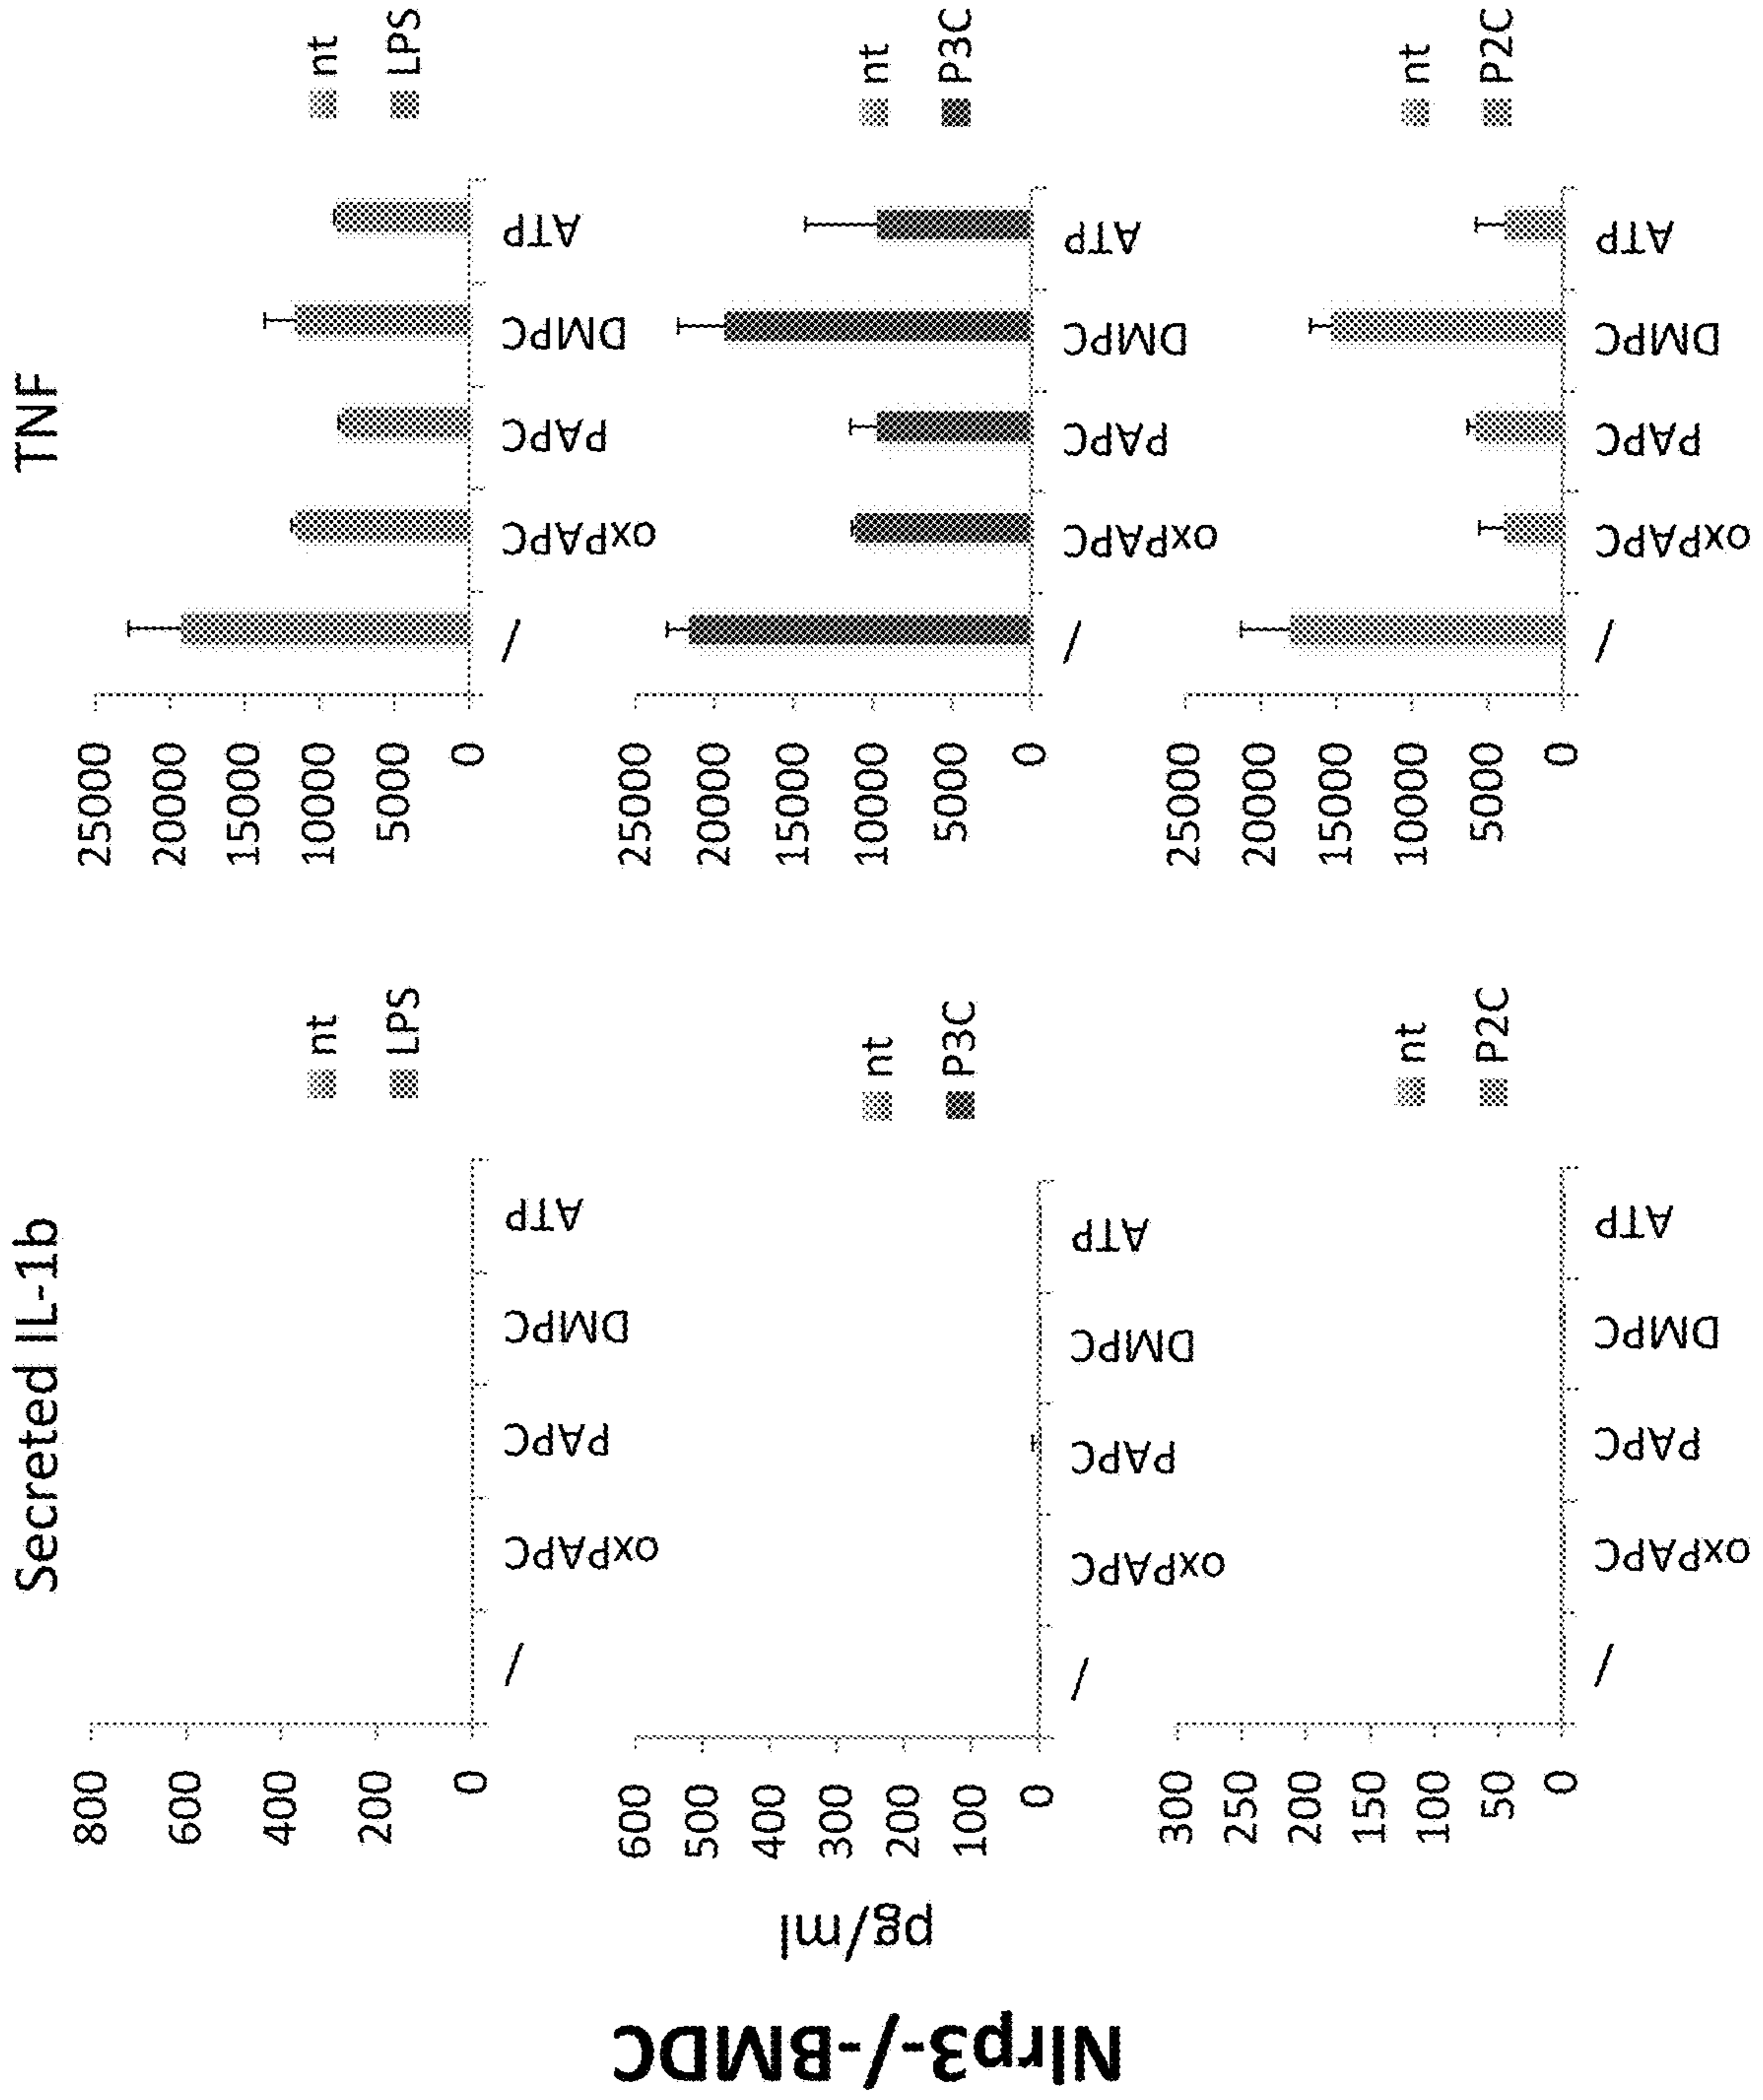 Nlrp3-/-BMDC
pg/ml
Secreted IL-1b
800
600
400
200
0
/
oxPAPC
PAPC
DMPC
ATP
nt
LPS
600
500
400
300
200
100
0
/
oxPAPC
PAPC
DMPC
ATP
nt
P3C
300
250
200
150
100
50
0
/
oxPAPC
PAPC
DMPC
ATP
nt
P2C
TNF
25000
20000
15000
10000
5000
0
/
oxPAPC
PAPC
DMPC
ATP
nt
LPS
25000
20000
15000
10000
5000
0
/
oxPAPC
PAPC
DMPC
ATP
nt
P3C
25000
20000
15000
10000
5000
0
/
oxPAPC
PAPC
DMPC
ATP
nt
P2C